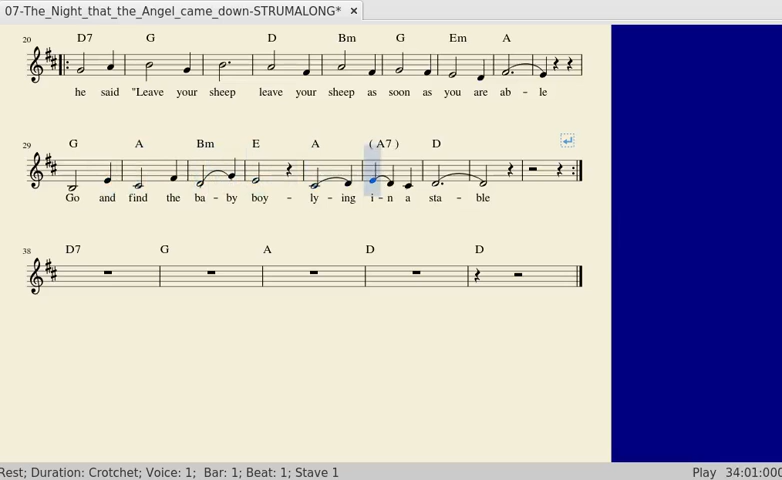 07-The_Night_that_the_Angel_came_down-STRUMALONG* ×
20 D7 G D Bm G Em A
he said "Leave your sheep leave your sheep as soon as you are ab - le
29 G A Bm E A ( A7 ) D
Go and find the ba - by boy - ly - ing i - n a sta - ble
38 D7 G A D D
Rest; Duration: Crotchet; Voice: 1; Bar: 1; Beat: 1; Stave 1 Play 34:01:000